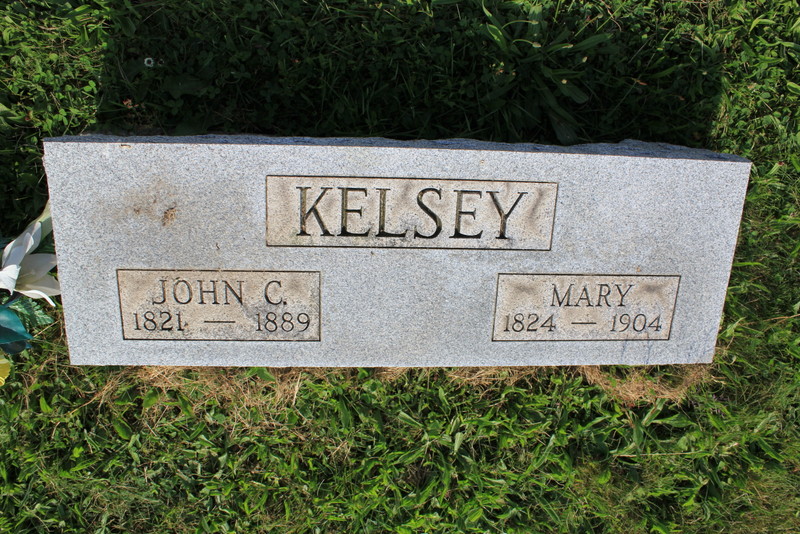 KELSEY
JOHN C.
1821 — 1889
MARY
1824 — 1904